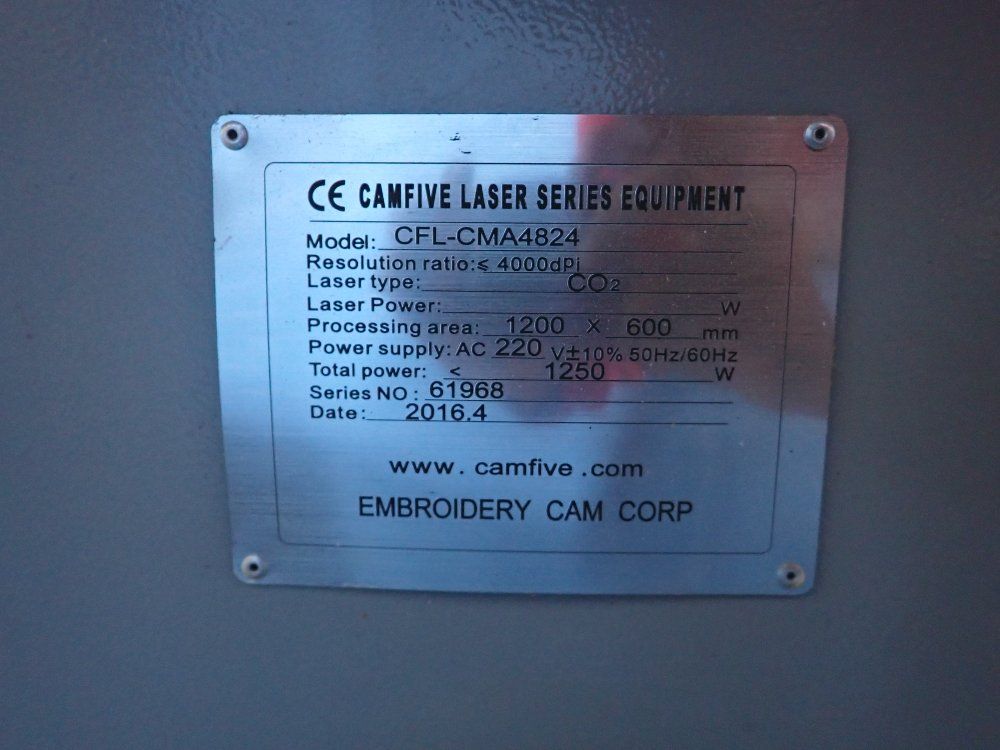 CE CAMFIVE LASER SERIES EQUIPMENT
Model: CFL-CMA4824
Resolution ratio:≤ 4000dpi
Laser type: CO2
Laser Power: W
Processing area: 1200 X 600 mm
Power supply: AC 220 V±10% 50Hz/60Hz
Total power: < 1250 W
Series NO: 61968
Date: 2016.4
www.camfive.com
EMBROIDERY CAM CORP